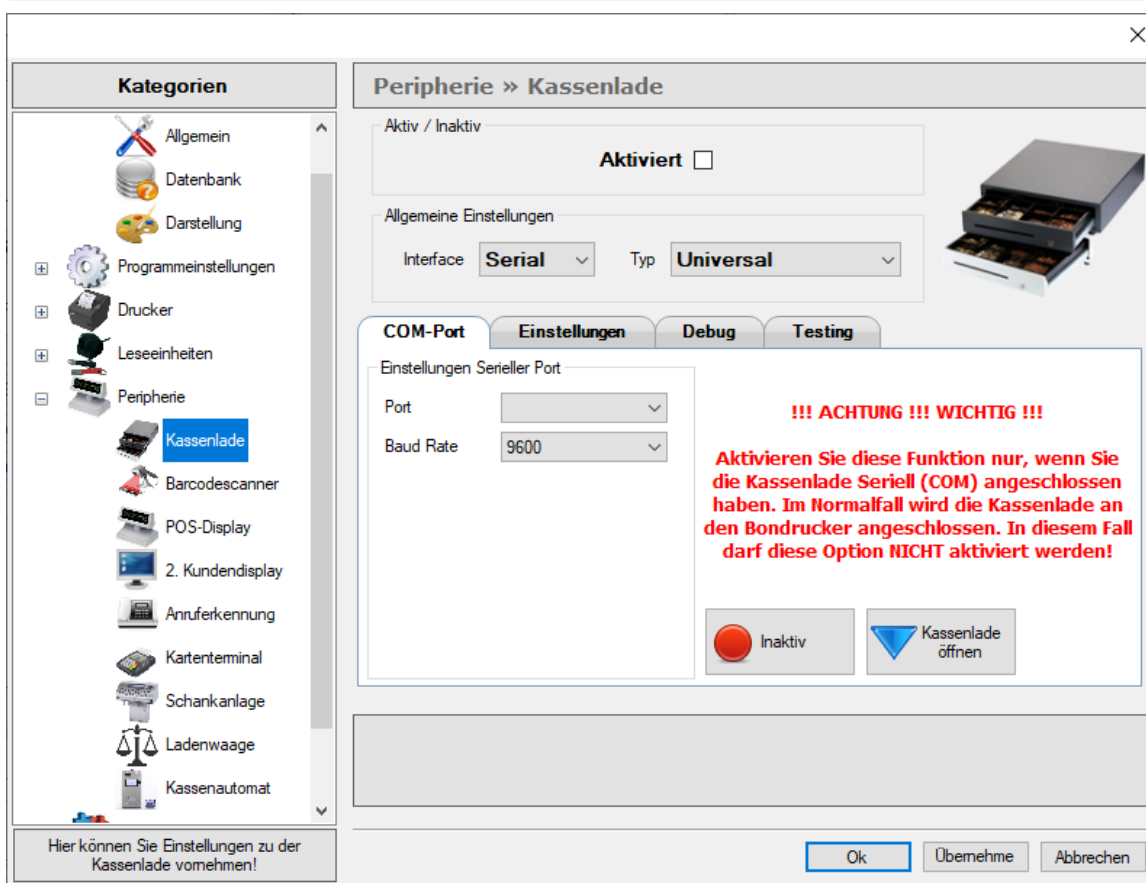 Kategorien
Allgemein
Datenbank
Darstellung
Programmeinstellungen
Drucker
Leseeinheiten
Peripherie
Kassenlade
Barcodescanner
POS-Display
2. Kundendisplay
Anruferkennung
Kartenterminal
Schankanlage
Ladenwaage
Kassenautomat
Hier können Sie Einstellungen zu der
Kassenlade vornehmen!
Peripherie » Kassenlade
Aktiv / Inaktiv
Aktiviert
Allgemeine Einstellungen
Interface Serial Typ Universal
COM-Port Einstellungen Debug Testing
Einstellungen Serieller Port
Port
Baud Rate 9600
!!! ACHTUNG !!! WICHTIG !!!
Aktivieren Sie diese Funktion nur, wenn Sie
die Kassenlade Seriell (COM) angeschlossen
haben. Im Normalfall wird die Kassenlade an
den Bondrucker angeschlossen. In diesem Fall
darf diese Option NICHT aktiviert werden!
Inaktiv
Kassenlade
öffnen
Ok Übernehme Abbrechen